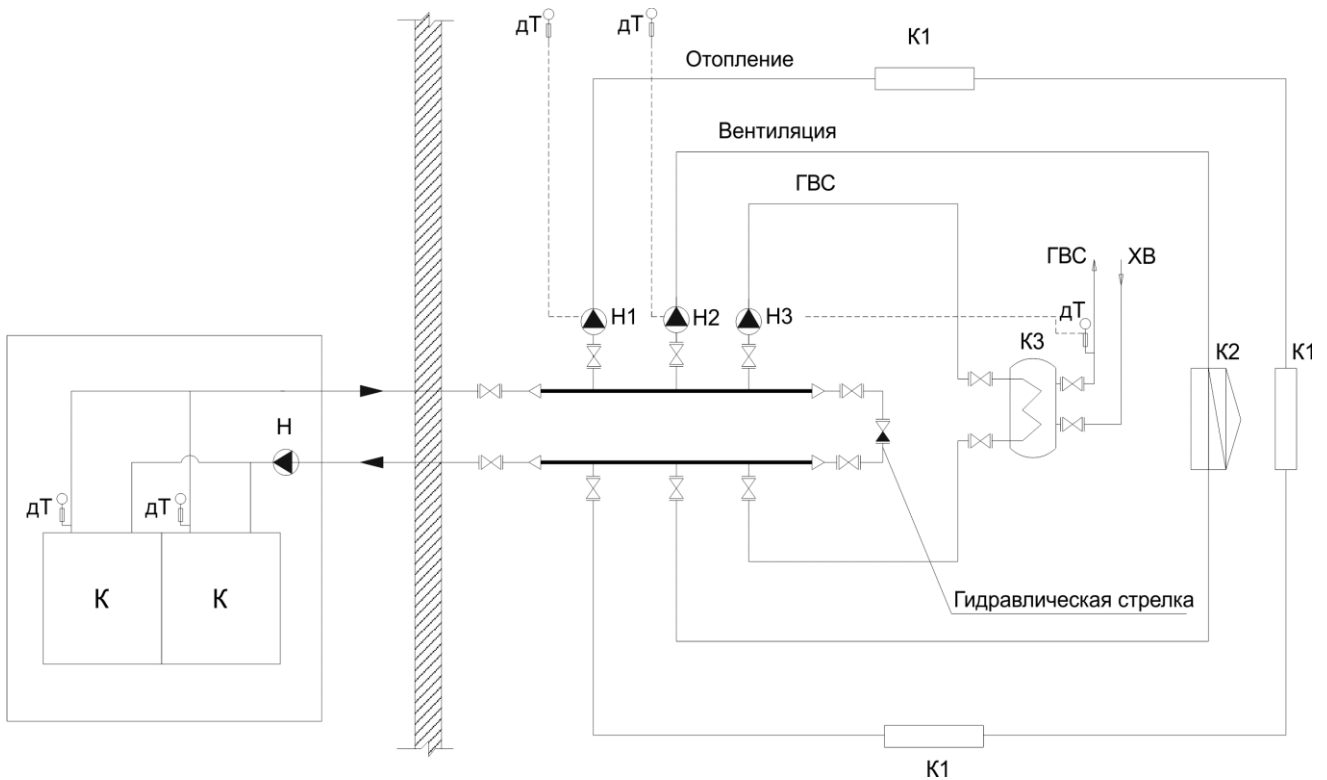 дТ
дТ
К1
Отопление
Вентиляция
ГВС
ГВС
ХВ
Н1
Н2
Н3
дТ
К3
К2
К1
Н
дТ
дТ
К
К
Гидравлическая стрелка
К1